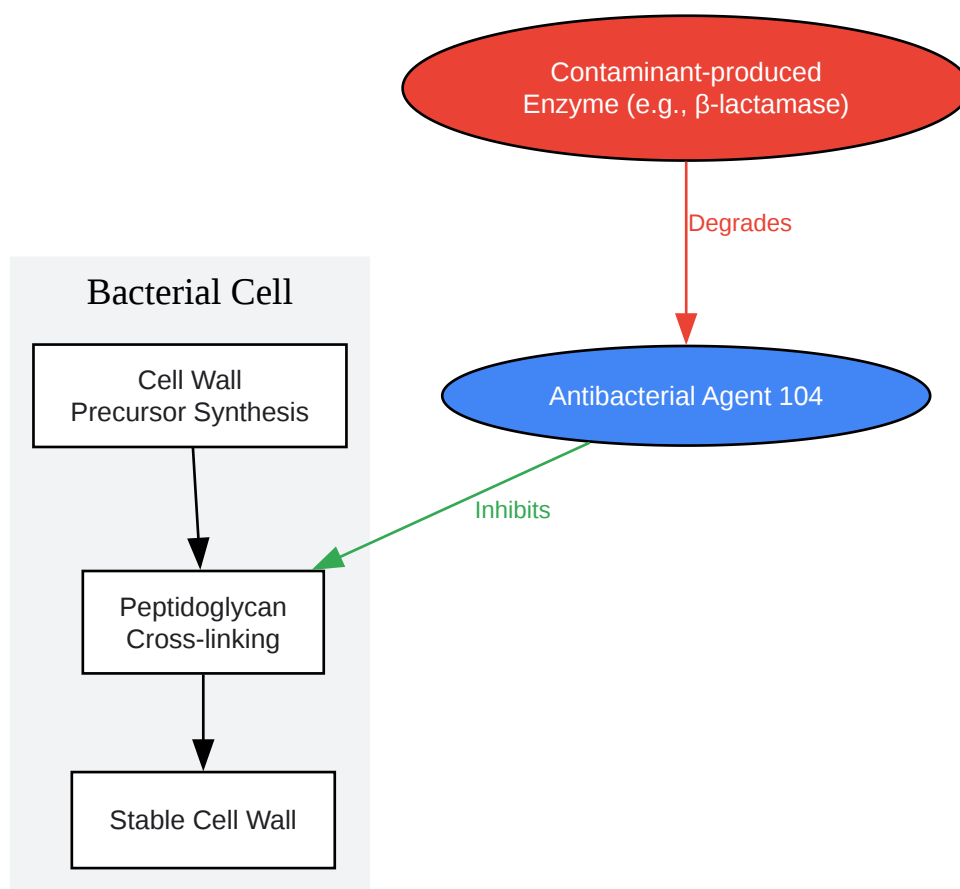 Contaminant-produced
Enzyme (e.g., β-lactamase)
Degrades
Bacterial Cell
Cell Wall
Precursor Synthesis
Antibacterial Agent 104
Inhibits
Peptidoglycan
Cross-linking
Stable Cell Wall